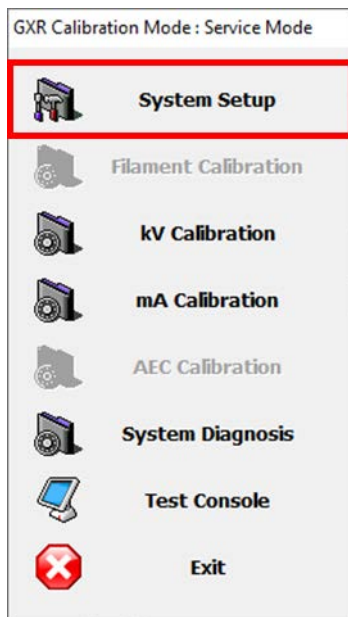 GXR Calibration Mode : Service Mode
System Setup
Filament Calibration
kV Calibration
mA Calibration
AEC Calibration
System Diagnosis
Test Console
Exit